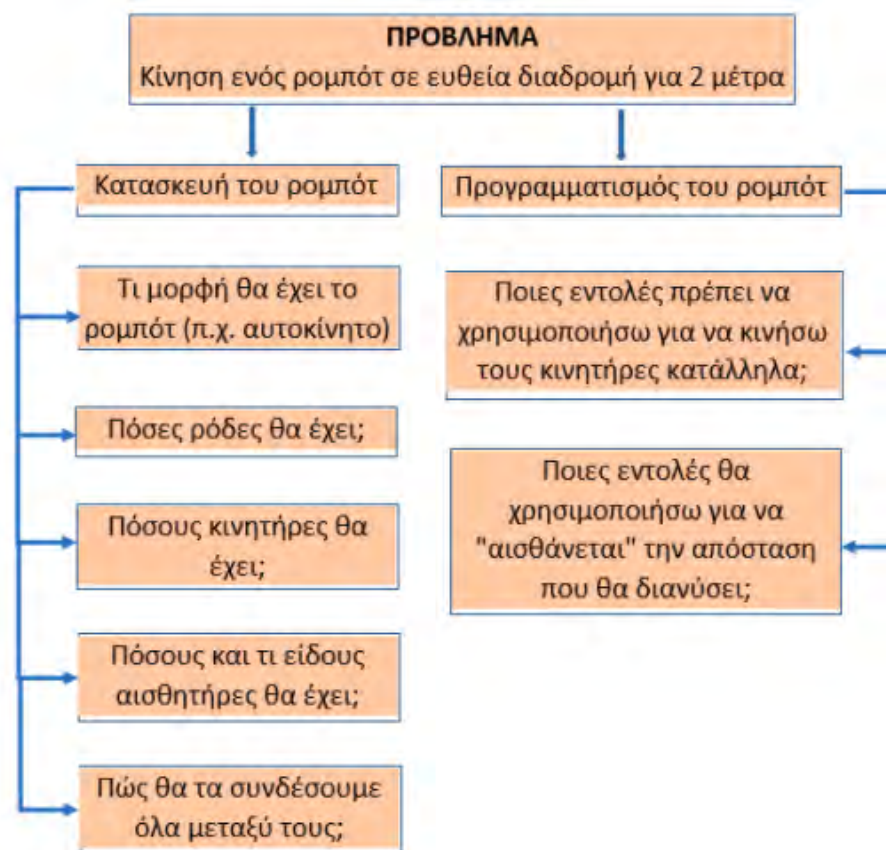 ΠΡΟΒΛΗΜΑ
Κίνηση ενός ρομπότ σε ευθεία διαδρομή για 2 μέτρα
Κατασκευή του ρομπότ
Τι μορφή θα έχει το
ρομπότ (π.χ. αυτοκίνητο)
Πόσες ρόδες θα έχει;
Πόσους κινητήρες θα
έχει;
Πόσους και τι είδους
αισθητήρες θα έχει;
Πώς θα τα συνδέσουμε
όλα μεταξύ τους;
Προγραμματισμός του ρομπότ
Ποιες εντολές πρέπει να
χρησιμοποιήσω για να κινήσω
τους κινητήρες κατάλληλα;
Ποιες εντολές θα
χρησιμοποιήσω για να
"αισθάνεται" την απόσταση
που θα διανύσει;